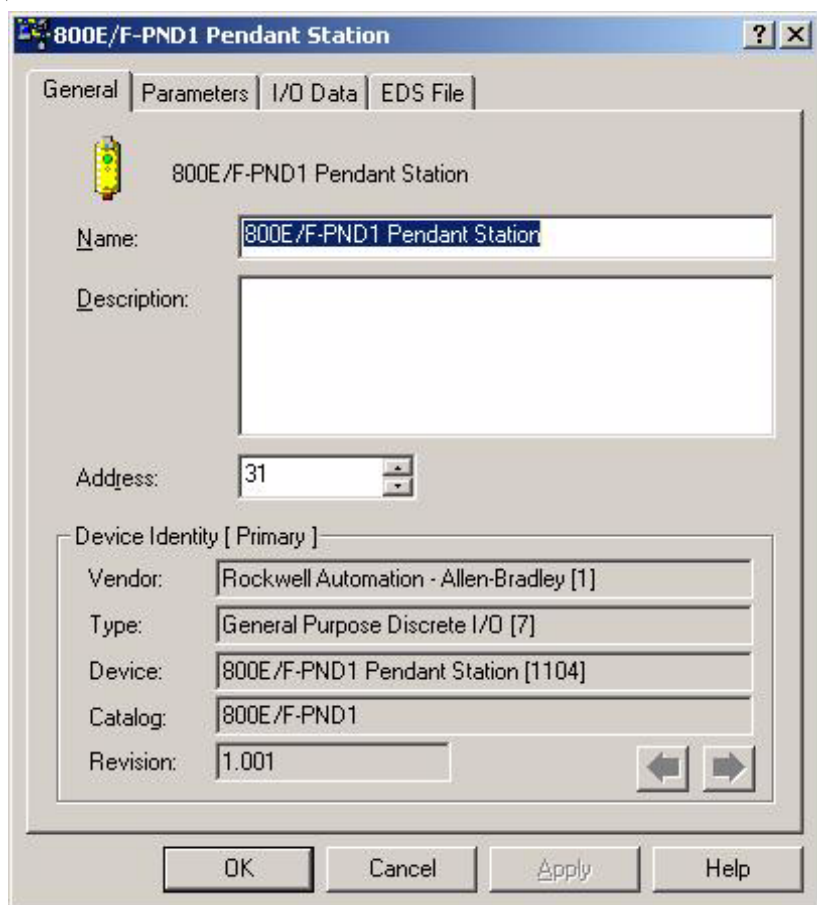 800E/F-PND1 Pendant Station
General Parameters I/O Data EDS File
800E/F-PND1 Pendant Station
Name: 800E/F-PND1 Pendant Station
Description:
Address: 31
Device Identity [ Primary ]
Vendor: Rockwell Automation - Allen-Bradley [1]
Type: General Purpose Discrete I/O [7]
Device: 800E/F-PND1 Pendant Station [1104]
Catalog: 800E/F-PND1
Revision: 1.001
OK Cancel Apply Help